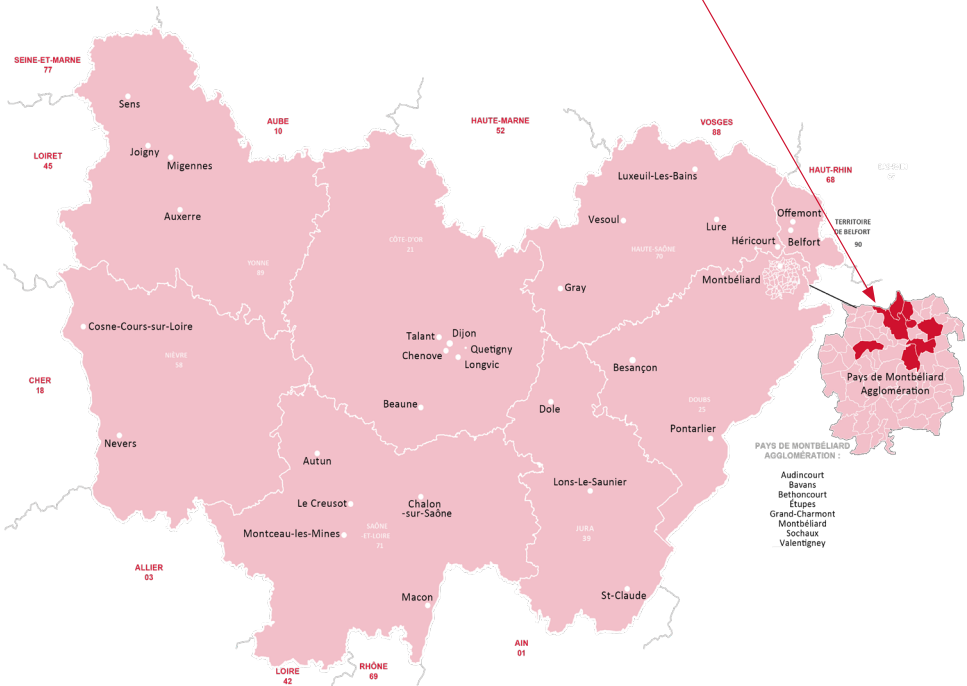 SEINE-ET-MARNE
77
Sens
AUBE
10
HAUTE-MARNE
52
VOSGES
88
LOIRET
45
Joigny
Migennes
Luxeuil-Les-Bains
HAUT-RHIN
68
Auxerre
Vesoul
Lure
Offemont
TERRITOIRE
DE BELFORT
90
Héricourt
Belfort
CÔTE-D'OR
21
HAUTE-SAÔNE
70
YONNE
89
Montbéliard
Gray
Cosne-Cours-sur-Loire
Talant
Dijon
Chenove
Quetigny
Longvic
NIÈVRE
58
Besançon
CHER
18
Pays de Montbéliard
Agglomération
Beaune
Dole
DOUBS
25
Pontarlier
Nevers
PAYS DE MONTBÉLIARD
AGGLOMÉRATION :
Audincourt
Bavans
Bethoncourt
Étupes
Grand-Charmont
Montbéliard
Sochaux
Valentigney
Autun
Lons-Le-Saunier
Le Creusot
Chalon
-sur-Saône
Montceau-les-Mines
SAÔNE
-ET-LOIRE
71
JURA
39
ALLIER
03
Macon
St-Claude
AIN
01
LOIRE
42
RHÔNE
69